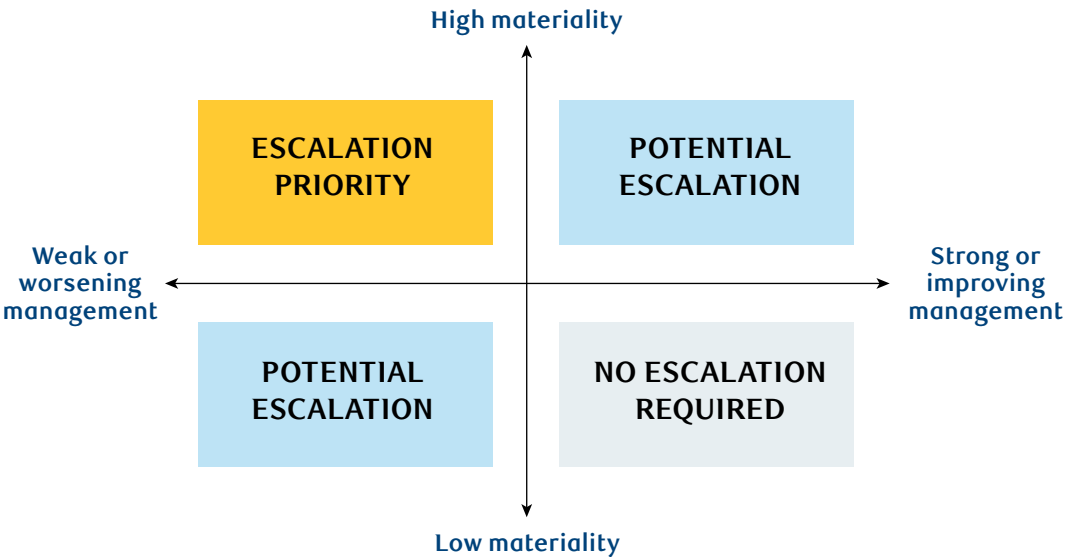 High materiality
ESCALATION
PRIORITY
POTENTIAL
ESCALATION
Weak or
worsening
management
Strong or
improving
management
POTENTIAL
ESCALATION
NO ESCALATION
REQUIRED
Low materiality